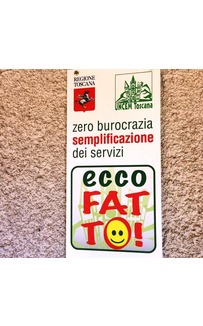 REGIONE
TOSCANA
UNCEM Toscana
zero burocrazia
semplificazione
dei servizi
ecco
FAT
TO!